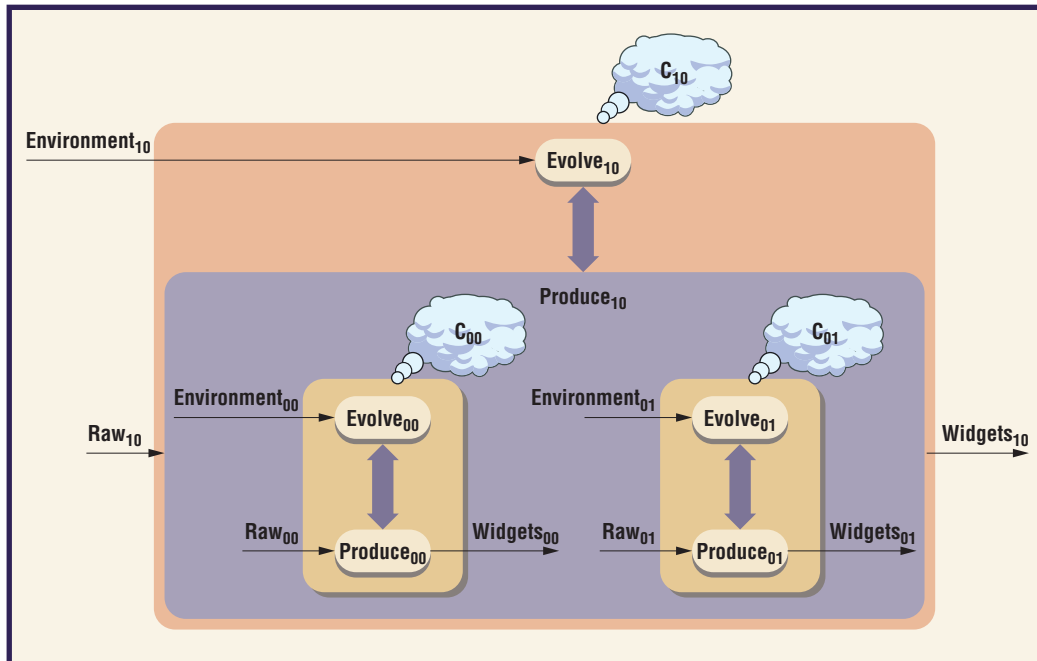 C10
Environment10
Evolve10
Produce10
C00
C01
Environment00
Evolve00
Environment01
Evolve01
Raw10
Widgets10
Raw00
Produce00
Widgets00
Raw01
Produce01
Widgets01